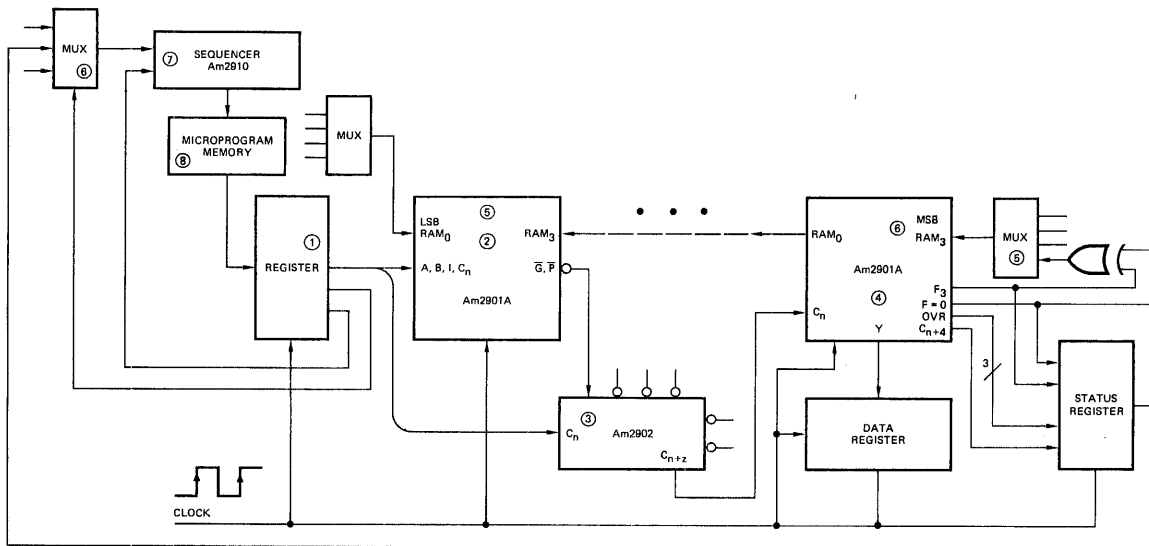 MUX
⑥
⑦
SEQUENCER
Am2910
MICROPROGRAM
MEMORY
⑧
MUX
①
REGISTER
⑤
LSB
RAM0
②
RAM3
A, B, I, Cn
G, P
Am2901A
• • •
⑥
MSB
RAM0
RAM3
Am2901A
④
F3
F = 0
OVR
Cn+4
Cn
Y
MUX
⑤
3
STATUS
REGISTER
③
Cn
Am2902
Cn+z
DATA
REGISTER
CLOCK